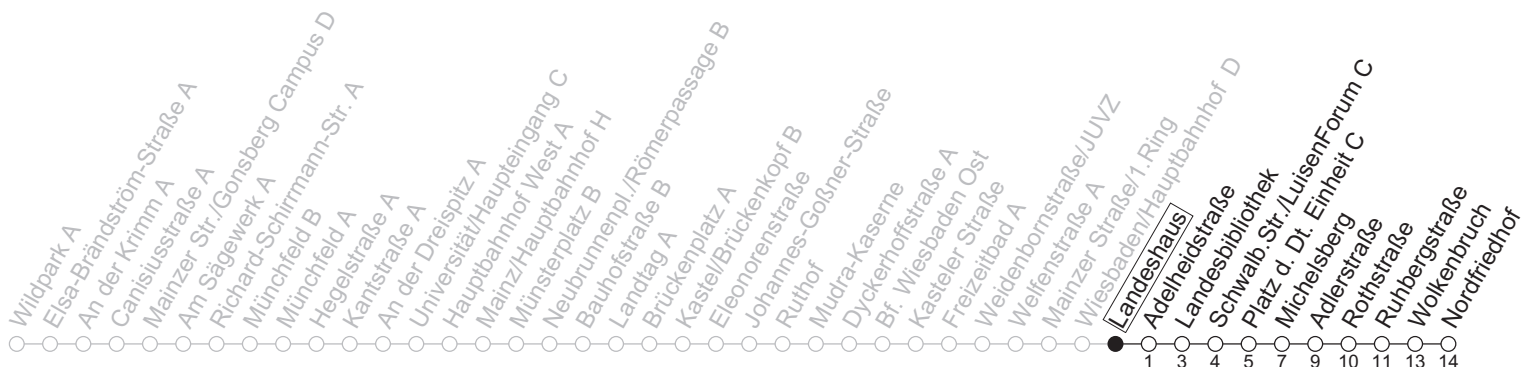 Wildpark A
Elsa-Brändström-Straße A
An der Krimm A
Canisiusstraße A
Mainzer Str./Gonsberg Campus D
Am Sägewerk A
Richard-Schirrmann-Str. A
Münchfeld B
Münchfeld A
Hegelstraße A
Kantstraße A
An der Dreispitz A
Universität/Haupteingang C
Hauptbahnhof West A
Mainz/Hauptbahnhof H
Münsterplatz B
Neubrunnenpl./Römerpassage B
Bauhofstraße B
Landtag A
Brückenplatz A
Kastel/Brückenkopf B
Eleonorenstraße
Johannes-Goßner-Straße
Ruthof
Mudra-Kaserne
Dyckerhoffstraße A
Bf. Wiesbaden Ost
Kasteler Straße
Freizeitbad A
Weidenbornstraße/JUVZ
Welfenstraße A
Mainzer Straße/1.Ring
Wiesbaden/Hauptbahnhof D
Landeshaus
Adelheidstraße
Landesbibliothek
Schwalb.Str./LuisenForum C
Platz d. Dt. Einheit C
Michelsberg
Adlerstraße
Rothstraße
Ruhbergstraße
Wolkenbruch
Nordfriedhof
1 3 4 5 7 9 10 11 13 14